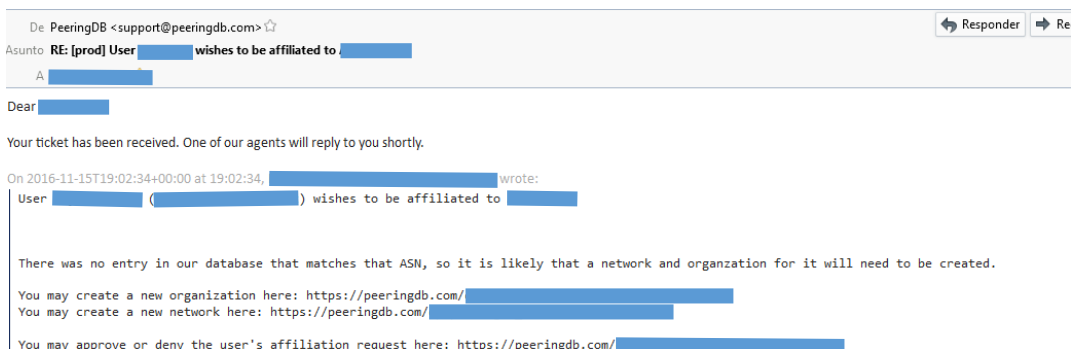 De PeeringDB <support@peeringdb.com>
Responder
Re
Asunto RE: [prod] User wishes to be affiliated to
A
Dear
Your ticket has been received. One of our agents will reply to you shortly.
On 2016-11-15T19:02:34+00:00 at 19:02:34, wrote:
User ( ) wishes to be affiliated to
There was no entry in our database that matches that ASN, so it is likely that a network and organzation for it will need to be created.
You may create a new organization here: https://peeringdb.com/
You may create a new network here: https://peeringdb.com/
You may approve or deny the user's affiliation request here: https://peeringdb.com/